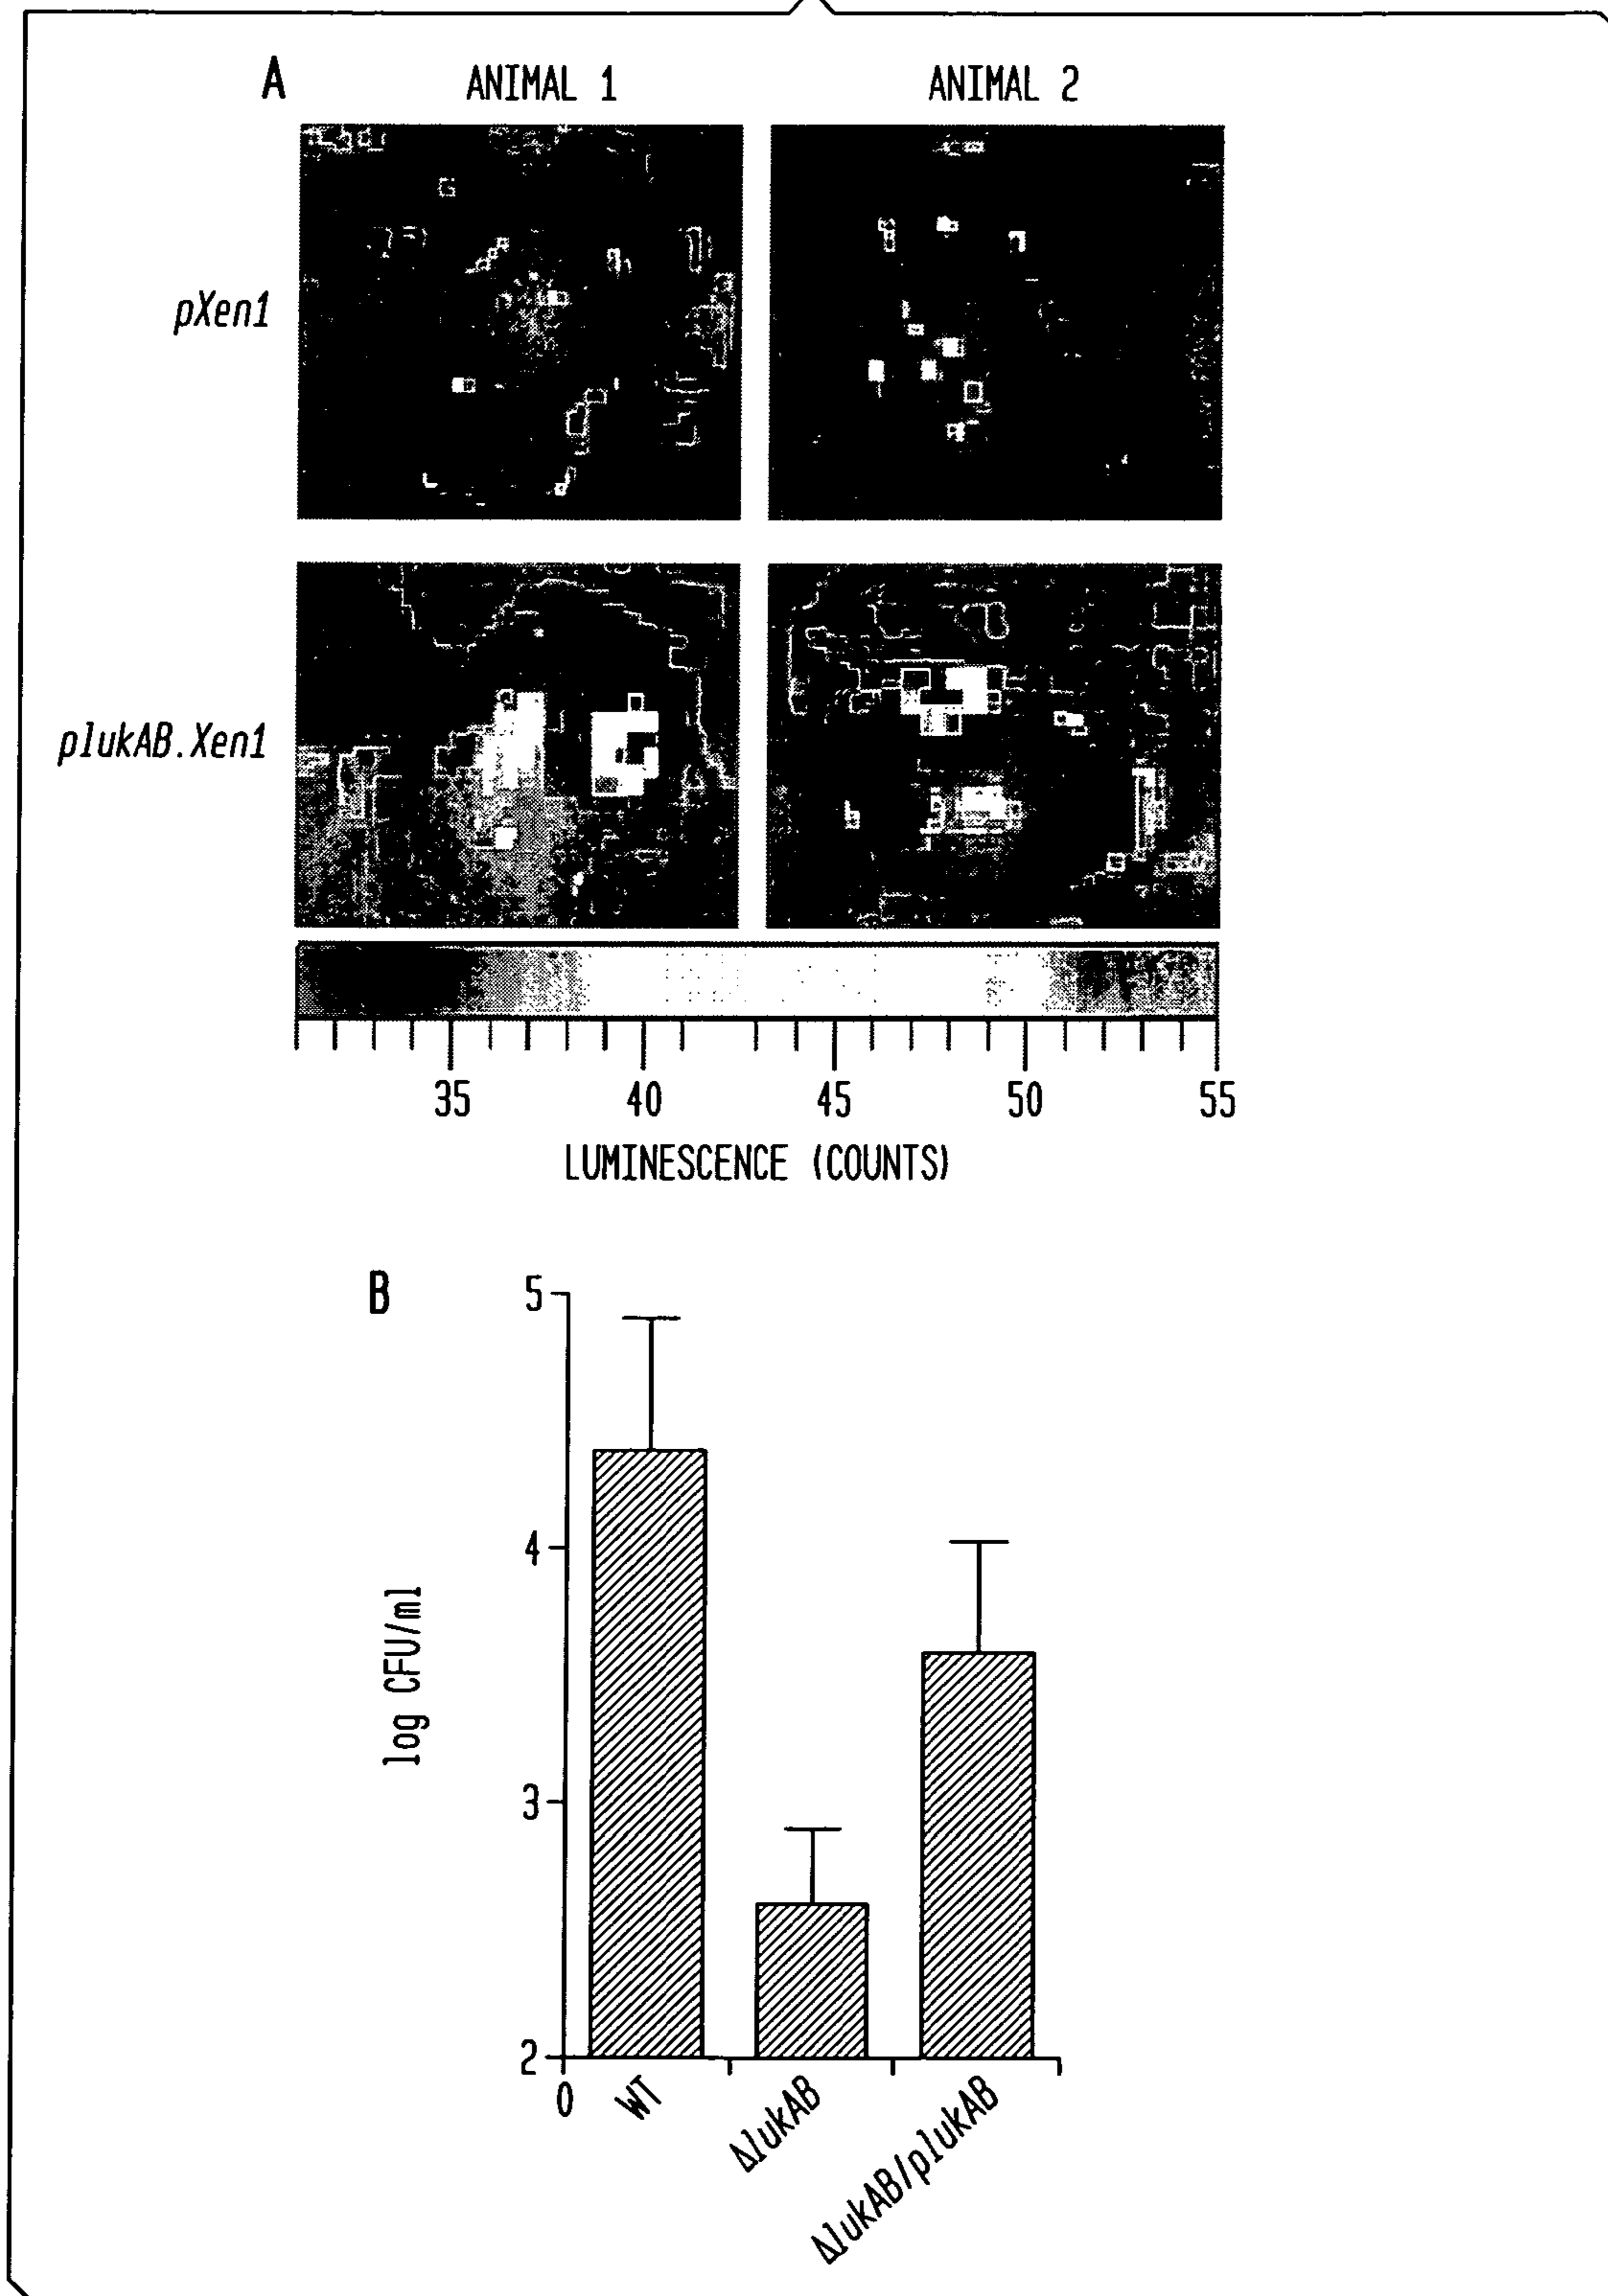 A
ANIMAL 1
ANIMAL 2
pXen1
plukAB.Xen1
35 40 45 50 55
LUMINESCENCE (COUNTS)
B
5
4
3
2
0
log CFU/ml
WT
ΔlukAB
ΔlukAB/plukAB